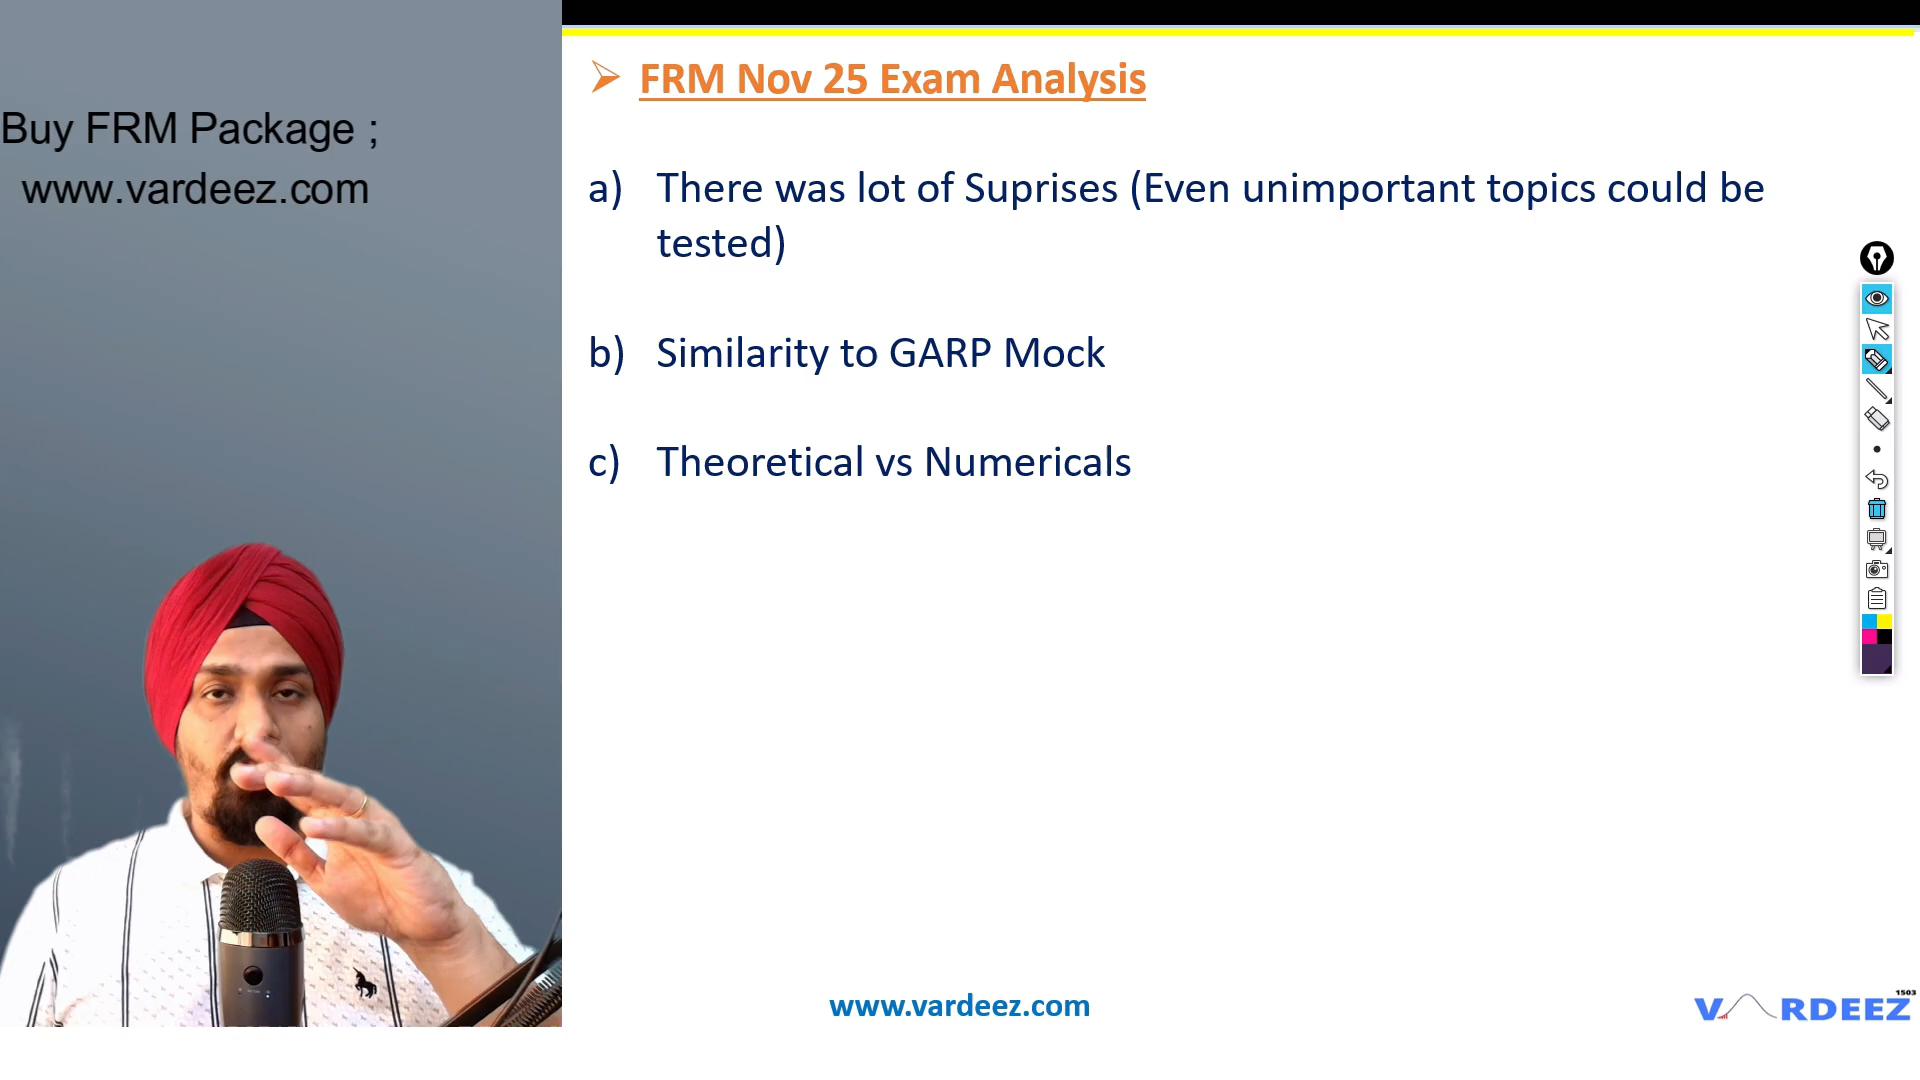 Buy FRM Package ;
www.vardeez.com
➢ FRM Nov 25 Exam Analysis
a) There was lot of Suprises (Even unimportant topics could be
tested)
b) Similarity to GARP Mock
c) Theoretical vs Numericals
www.vardeez.com
1503
VARDEEZ